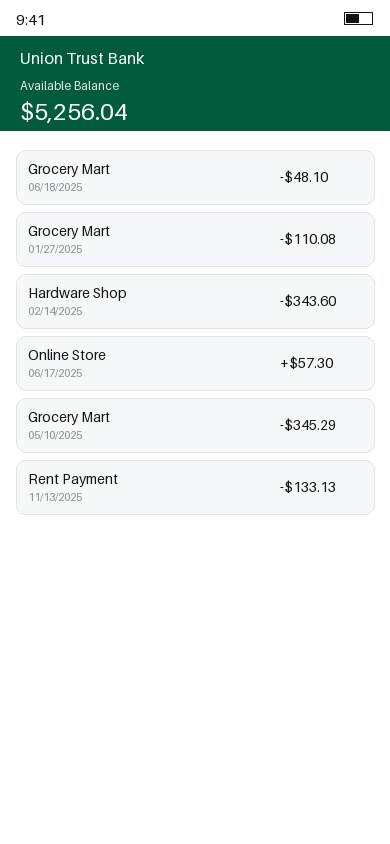 9:41
Union Trust Bank
Available Balance
$5,256.04
Grocery Mart
-$48.10
06/18/2025
Grocery Mart
-$110.08
01/27/2025
Hardware Shop
-$343.60
02/14/2025
Online Store
+$57.30
06/17/2025
Grocery Mart
-$345.29
05/10/2025
Rent Payment
-$133.13
11/13/2025